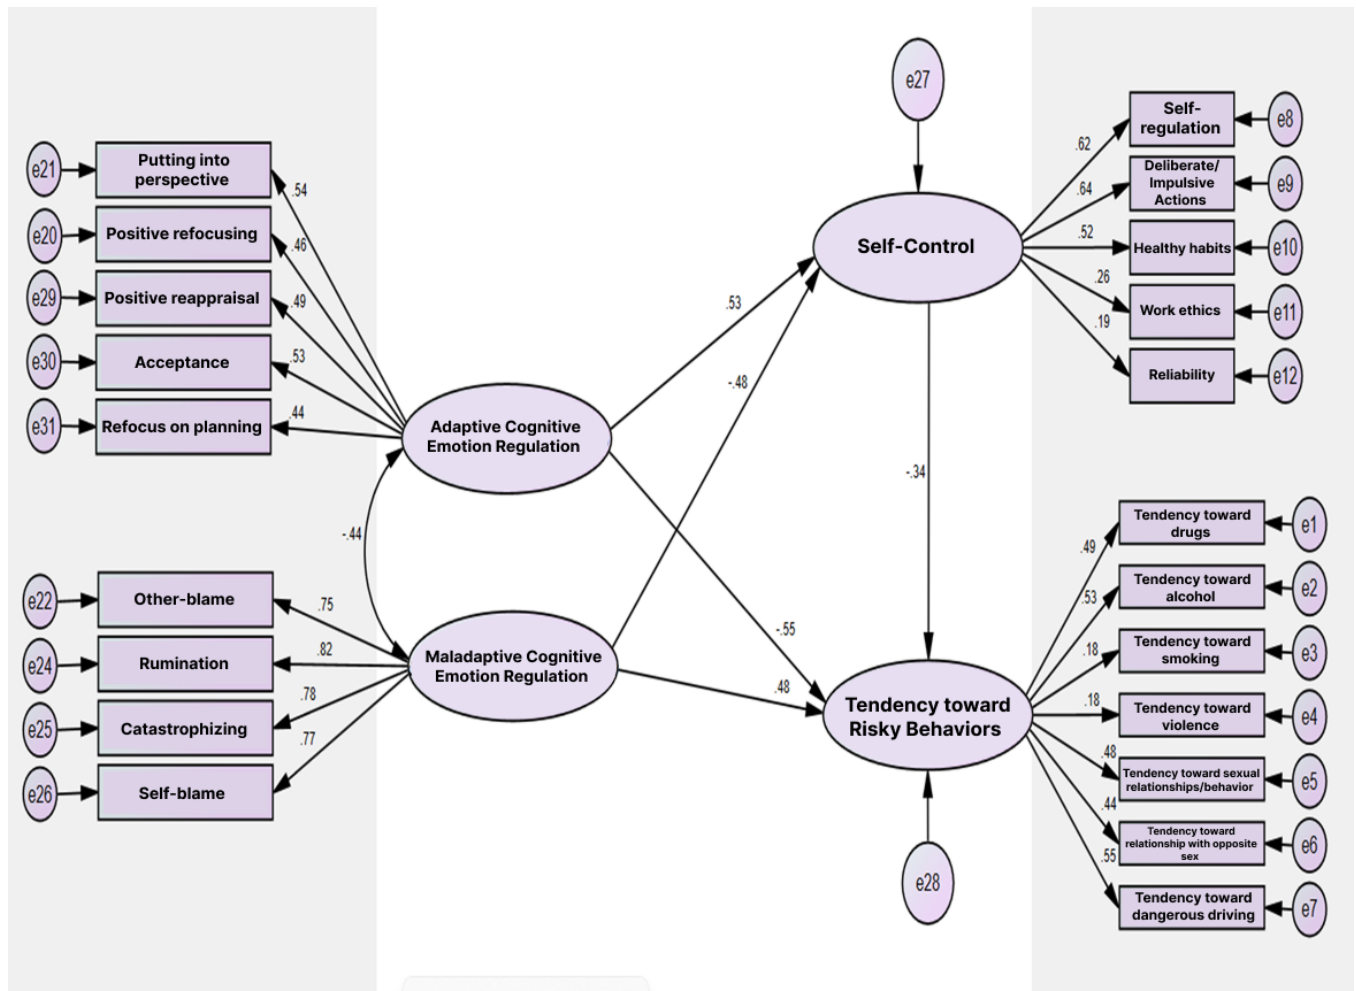 e27
Self-
regulation
e8
.62
Deliberate/
Impulsive
Actions
e9
.64
Healthy habits
e10
.52
Work ethics
e11
.26
Reliability
e12
.19
Self-Control
e21
Putting into
perspective
.54
e20
Positive refocusing
.46
e29
Positive reappraisal
.49
e30
Acceptance
.53
e31
Refocus on planning
.44
Adaptive Cognitive
Emotion Regulation
.53
-.48
-.34
-.44
-.55
.48
e22
Other-blame
.75
e24
Rumination
.82
e25
Catastrophizing
.78
e26
Self-blame
.77
Maladaptive Cognitive
Emotion Regulation
Tendency toward
Risky Behaviors
e28
.49
Tendency toward
drugs
e1
.53
Tendency toward
alcohol
e2
.18
Tendency toward
smoking
e3
.18
Tendency toward
violence
e4
.48
Tendency toward sexual
relationships/behavior
e5
.44
Tendency toward
relationship with opposite
sex
e6
.55
Tendency toward
dangerous driving
e7